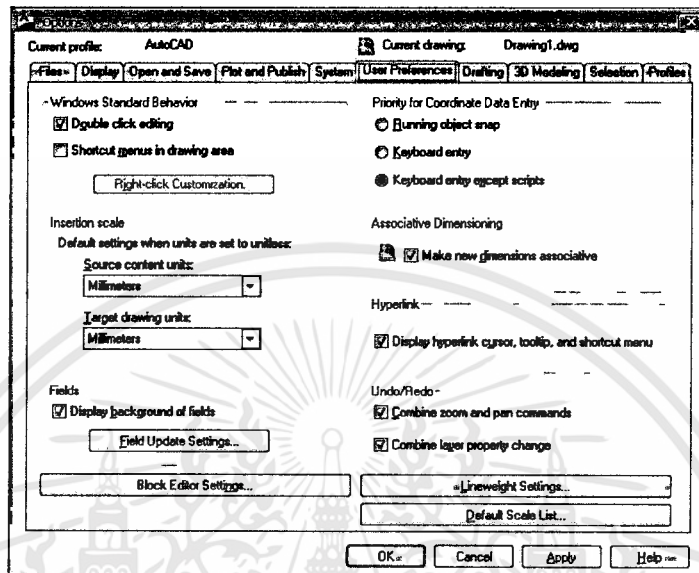 Options
Current profile: AutoCAD Current drawing: Drawing1.dwg
Files Display Open and Save Plot and Publish System User Preferences Drafting 3D Modeling Selection Profiles
Windows Standard Behavior
Double click editing
Shortcut menus in drawing area
Right-click Customization.
Insertion scale
Default settings when units are set to unitless:
Source content units:
Millimeters
Target drawing units:
Millimeters
Fields
Display background of fields
Field Update Settings...
Block Editor Settings...
Priority for Coordinate Data Entry
Running object snap
Keyboard entry
Keyboard entry except scripts
Associative Dimensioning
Make new dimensions associative
Hyperlink
Display hyperlink cursor, tooltip, and shortcut menu
Undo/Redo
Combine zoom and pan commands
Combine layer property change
Lineweight Settings...
Default Scale List...
OK Cancel Apply Help